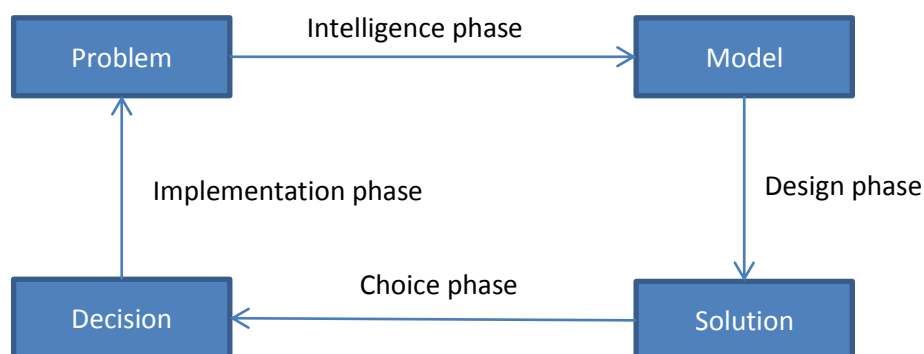 Intelligence phase
Problem
Model
Implementation phase
Design phase
Choice phase
Decision
Solution